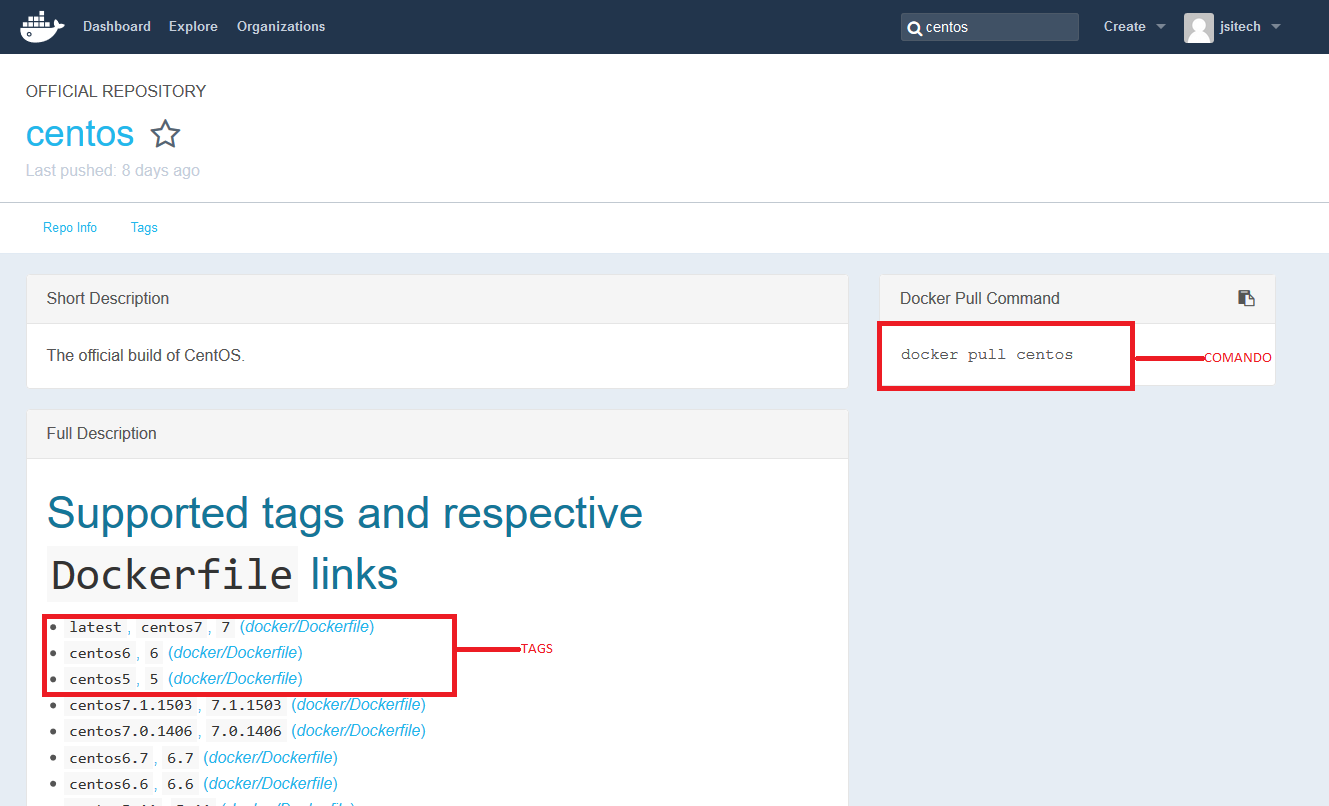 Dashboard Explore Organizations centos Create jsitech
OFFICIAL REPOSITORY
centos
Last pushed: 8 days ago
Repo Info Tags
Short Description
The official build of CentOS.
Docker Pull Command
docker pull centos
COMANDO
Full Description
Supported tags and respective
Dockerfile links
latest, centos7, 7 (docker/Dockerfile)
centos6, 6 (docker/Dockerfile)
centos5, 5 (docker/Dockerfile)
TAGS
centos7.1.1503, 7.1.1503 (docker/Dockerfile)
centos7.0.1406, 7.0.1406 (docker/Dockerfile)
centos6.7, 6.7 (docker/Dockerfile)
centos6.6, 6.6 (docker/Dockerfile)